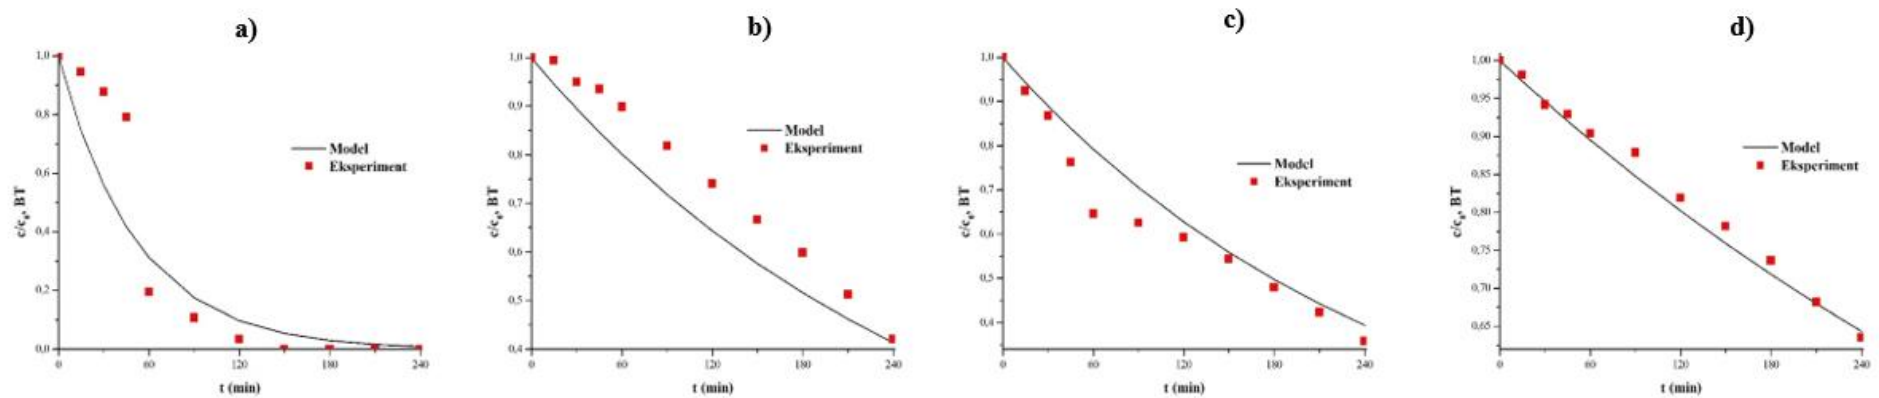 a)
1,0
0,8
0,6
0,4
0,2
0,0
c/c₀, BT
Model
Eksperiment
0 60 120 180 240
t (min)
b)
1,0
0,9
0,8
0,7
0,6
0,5
0,4
c/c₀, BT
Model
Eksperiment
0 60 120 180 240
t (min)
c)
1,0
0,9
0,8
0,7
0,6
0,5
0,4
c/c₀, BT
Model
Eksperiment
0 60 120 180 240
t (min)
d)
1,00
0,95
0,90
0,85
0,80
0,75
0,70
0,65
c/c₀, BT
Model
Eksperiment
0 60 120 180 240
t (min)